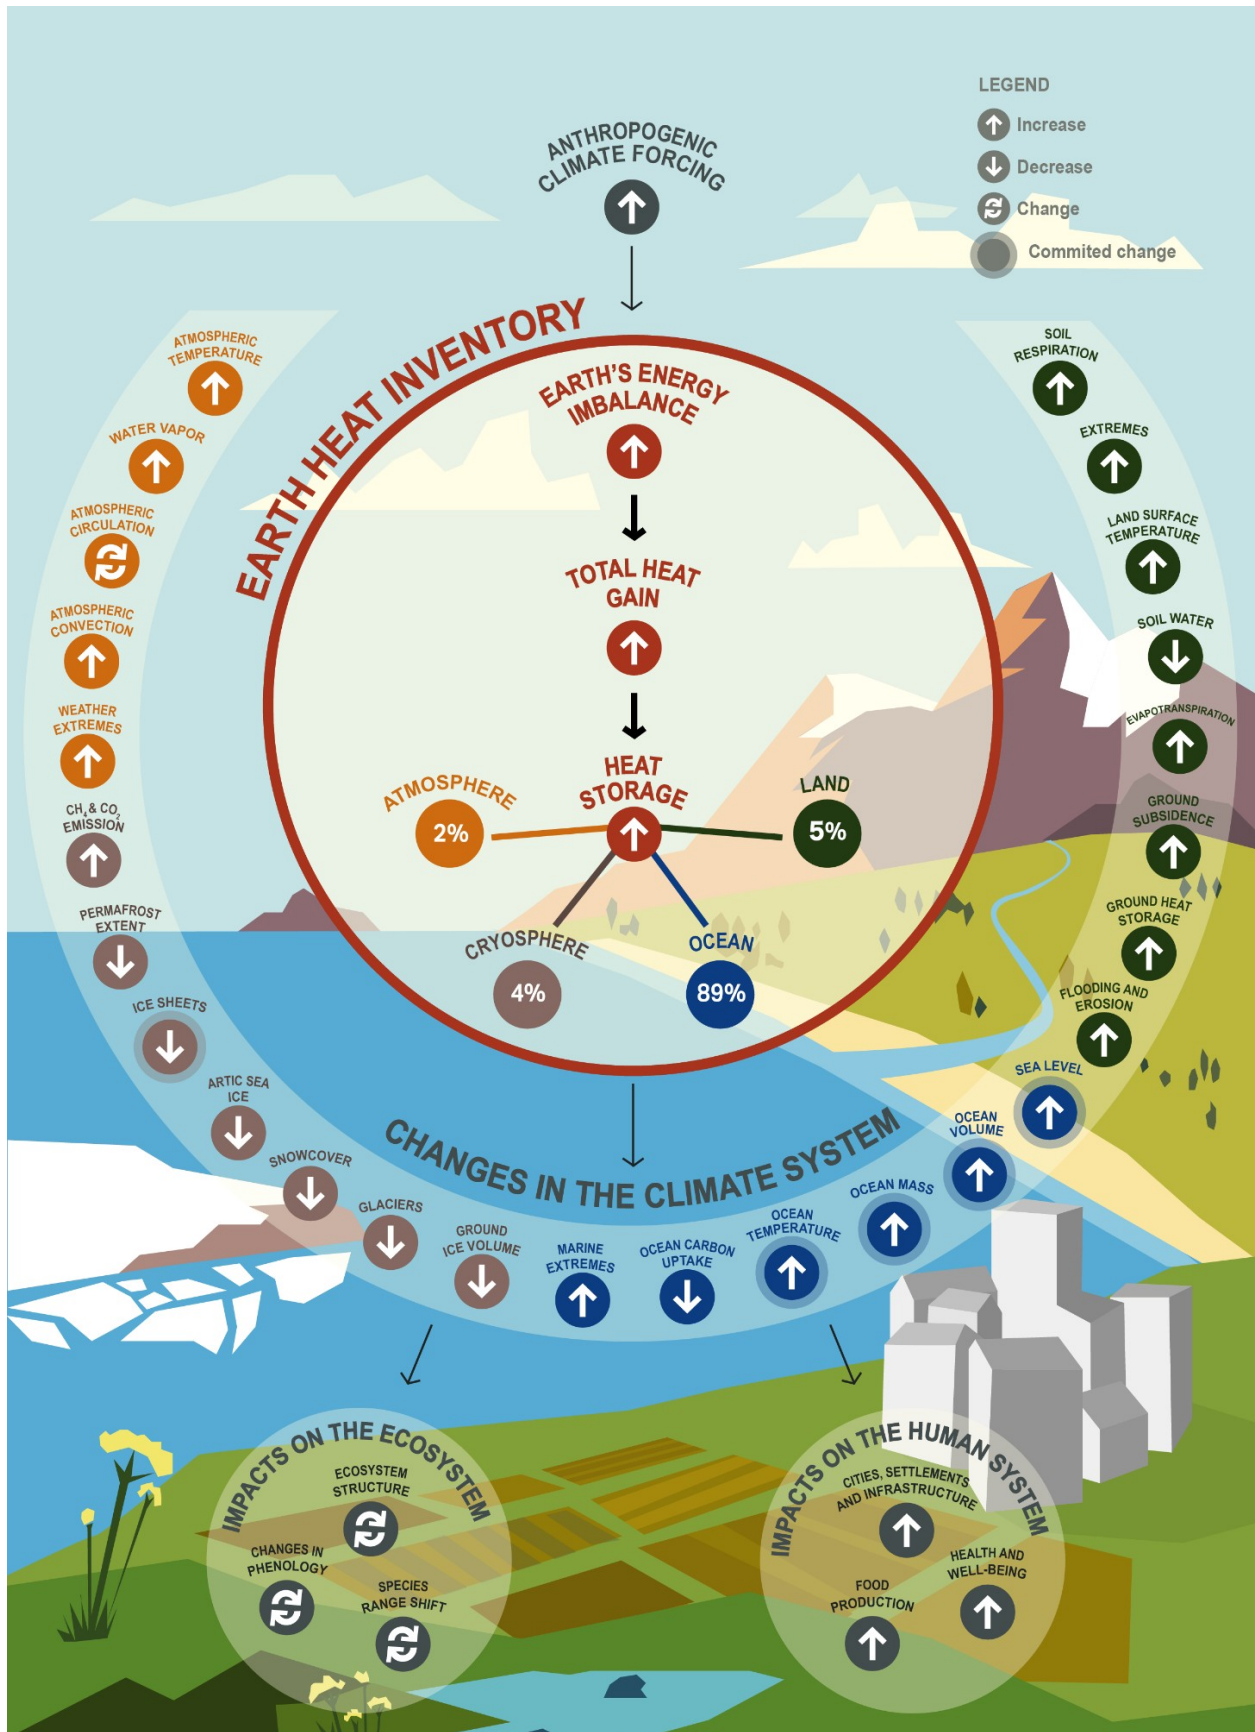 LEGEND
Increase
Decrease
Change
Commited change
ANTHROPOGENIC
CLIMATE FORCING
EARTH HEAT INVENTORY
EARTH'S ENERGY
IMBALANCE
TOTAL HEAT
GAIN
HEAT
STORAGE
ATMOSPHERE
2%
LAND
5%
CRYOSPHERE
4%
OCEAN
89%
CHANGES IN THE CLIMATE SYSTEM
ATMOSPHERIC
TEMPERATURE
WATER VAPOR
ATMOSPHERIC
CIRCULATION
ATMOSPHERIC
CONVECTION
WEATHER
EXTREMES
CH₄ & CO₂
EMISSION
PERMAFROST
EXTENT
ICE SHEETS
ARTIC SEA
ICE
SNOWCOVER
GLACIERS
GROUND
ICE VOLUME
MARINE
EXTREMES
OCEAN CARBON
UPTAKE
OCEAN
TEMPERATURE
OCEAN MASS
OCEAN
VOLUME
SEA LEVEL
FLOODING AND
EROSION
GROUND HEAT
STORAGE
GROUND
SUBSIDENCE
EVAPOTRANSPIRATION
SOIL WATER
LAND SURFACE
TEMPERATURE
EXTREMES
SOIL
RESPIRATION
IMPACTS ON THE ECOSYSTEM
ECOSYSTEM
STRUCTURE
CHANGES IN
PHENOLOGY
SPECIES
RANGE SHIFT
IMPACTS ON THE HUMAN SYSTEM
CITIES, SETTLEMENTS
AND INFRASTRUCTURE
HEALTH AND
WELL-BEING
FOOD
PRODUCTION